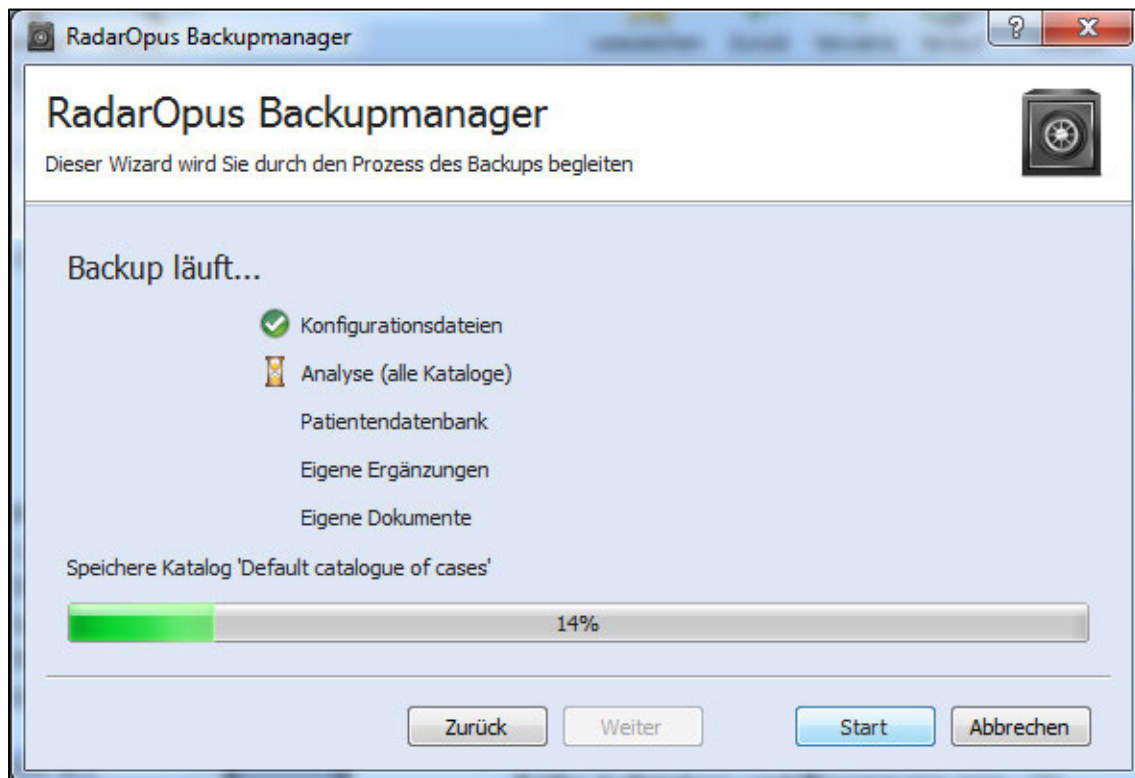 RadarOpus Backupmanager
RadarOpus Backupmanager
Dieser Wizard wird Sie durch den Prozess des Backups begleiten
Backup läuft...
Konfigurationsdateien
Analyse (alle Kataloge)
Patientendatenbank
Eigene Ergänzungen
Eigene Dokumente
Speichere Katalog 'Default catalogue of cases'
14%
Zurück Weiter Start Abbrechen